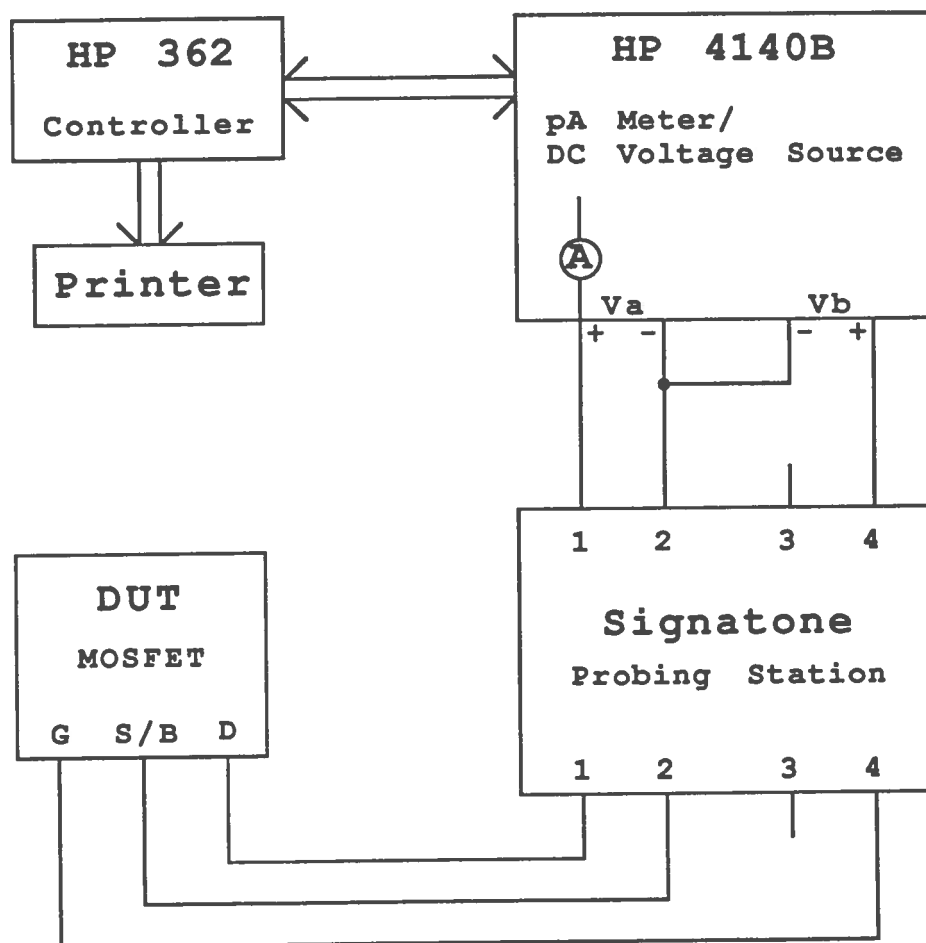 HP 362
Controller
Printer
HP 4140B
pA Meter/
DC Voltage Source
A
Va Vb
+ - - +
1 2 3 4
Signatone
Probing Station
1 2 3 4
DUT
MOSFET
G S/B D